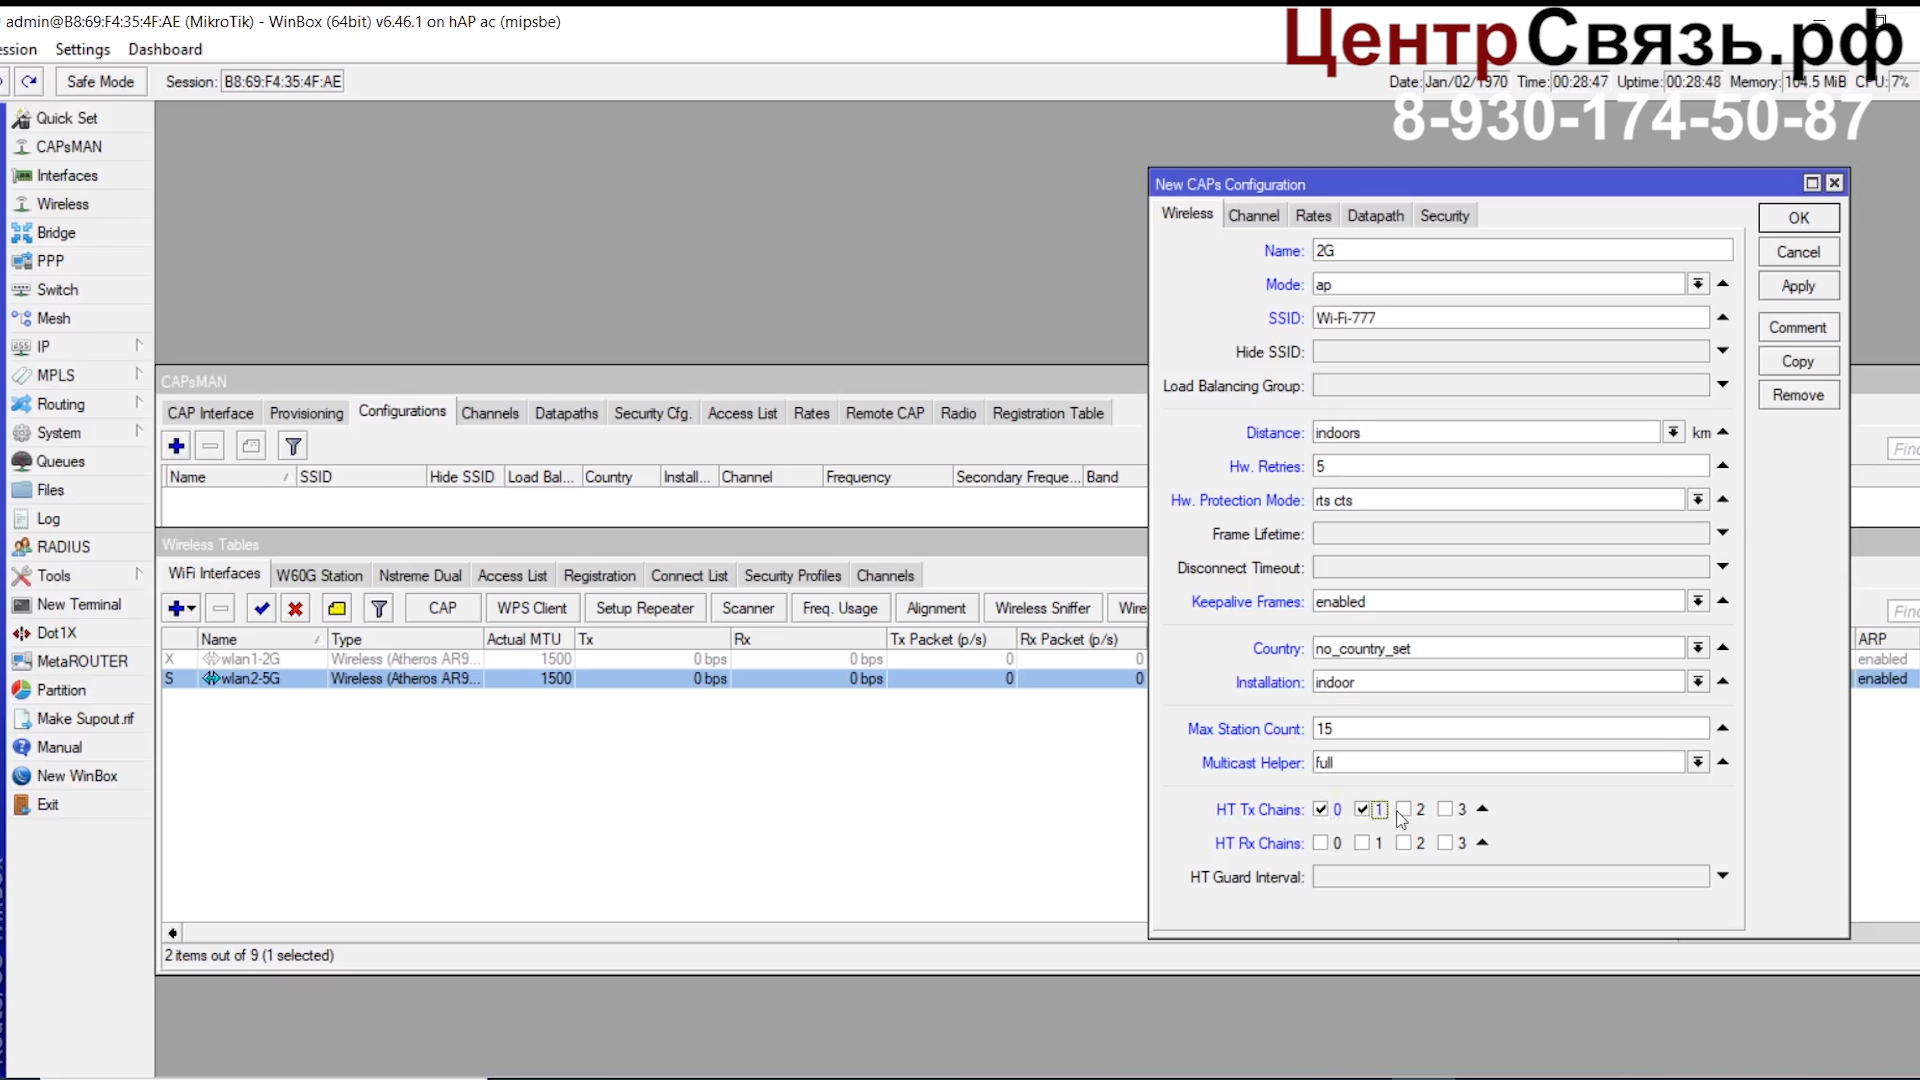 admin@B8:69:F4:35:4F:AE (MikroTik) - WinBox (64bit) v6.46.1 on hAP ac (mipsbe)
ЦентрСвязь.рф
ession Settings Dashboard
Safe Mode Session: B8:69:F4:35:4F:AE Date: Jan/02/1970 Time: 00:28:47 Uptime: 00:28:48 Memory: 104.5 MiB CPU: 7%
8-930-174-50-87
Quick Set
CAPsMAN
Interfaces
Wireless
Bridge
PPP
Switch
Mesh
IP
MPLS
Routing
System
Queues
Files
Log
RADIUS
Tools
New Terminal
Dot1X
MetaROUTER
Partition
Make Supout.rif
Manual
New WinBox
Exit
CAPsMAN
CAP Interface Provisioning Configurations Channels Datapaths Security Cfg. Access List Rates Remote CAP Radio Registration Table
Find
Name / SSID Hide SSID Load Bal... Country Install... Channel Frequency Secondary Freque... Band
Wireless Tables
WiFi Interfaces W60G Station Nstreme Dual Access List Registration Connect List Security Profiles Channels
CAP WPS Client Setup Repeater Scanner Freq. Usage Alignment Wireless Sniffer Wire
Find
Name / Type Actual MTU Tx Rx Tx Packet (p/s) Rx Packet (p/s) ARP
X wlan1-2G Wireless (Atheros AR9... 1500 0 bps 0 bps 0 0 enabled
S wlan2-5G Wireless (Atheros AR9... 1500 0 bps 0 bps 0 0 enabled
2 items out of 9 (1 selected)
New CAPs Configuration
Wireless Channel Rates Datapath Security
Name: 2G
Mode: ap
SSID: Wi-Fi-777
Hide SSID:
Load Balancing Group:
Distance: indoors km
Hw. Retries: 5
Hw. Protection Mode: rts cts
Frame Lifetime:
Disconnect Timeout:
Keepalive Frames: enabled
Country: no_country_set
Installation: indoor
Max Station Count: 15
Multicast Helper: full
HT Tx Chains: 0 1 2 3
HT Rx Chains: 0 1 2 3
HT Guard Interval:
OK
Cancel
Apply
Comment
Copy
Remove